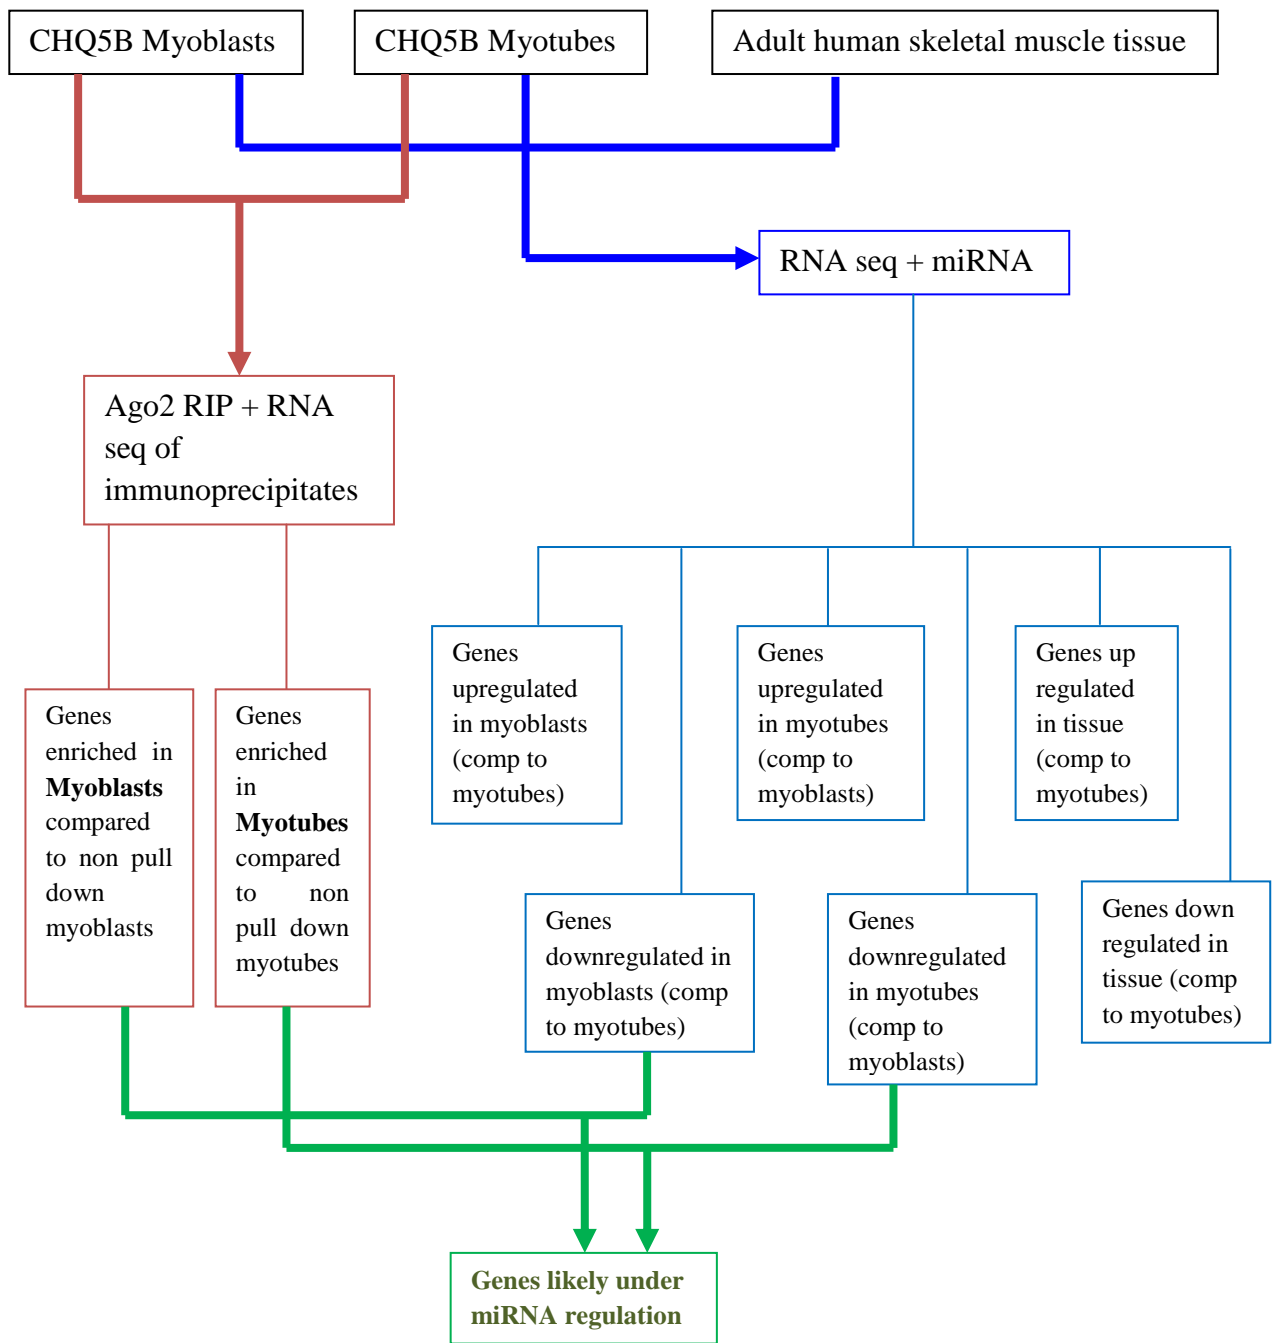 CHQ5B Myoblasts
CHQ5B Myotubes
Adult human skeletal muscle tissue
RNA seq + miRNA
Ago2 RIP + RNA
seq of
immunoprecipitates
Genes
enriched in
Myoblasts
compared
to non pull
down
myoblasts
Genes
enriched
in
Myotubes
compared
to non
pull down
myotubes
Genes
upregulated
in myoblasts
(comp to
myotubes)
Genes
upregulated
in myotubes
(comp to
myoblasts)
Genes up
regulated
in tissue
(comp to
myotubes)
Genes
downregulated in
myoblasts (comp
to myotubes)
Genes
downregulated
in myotubes
(comp to
myoblasts)
Genes down
regulated in
tissue (comp
to myotubes)
Genes likely under
miRNA regulation